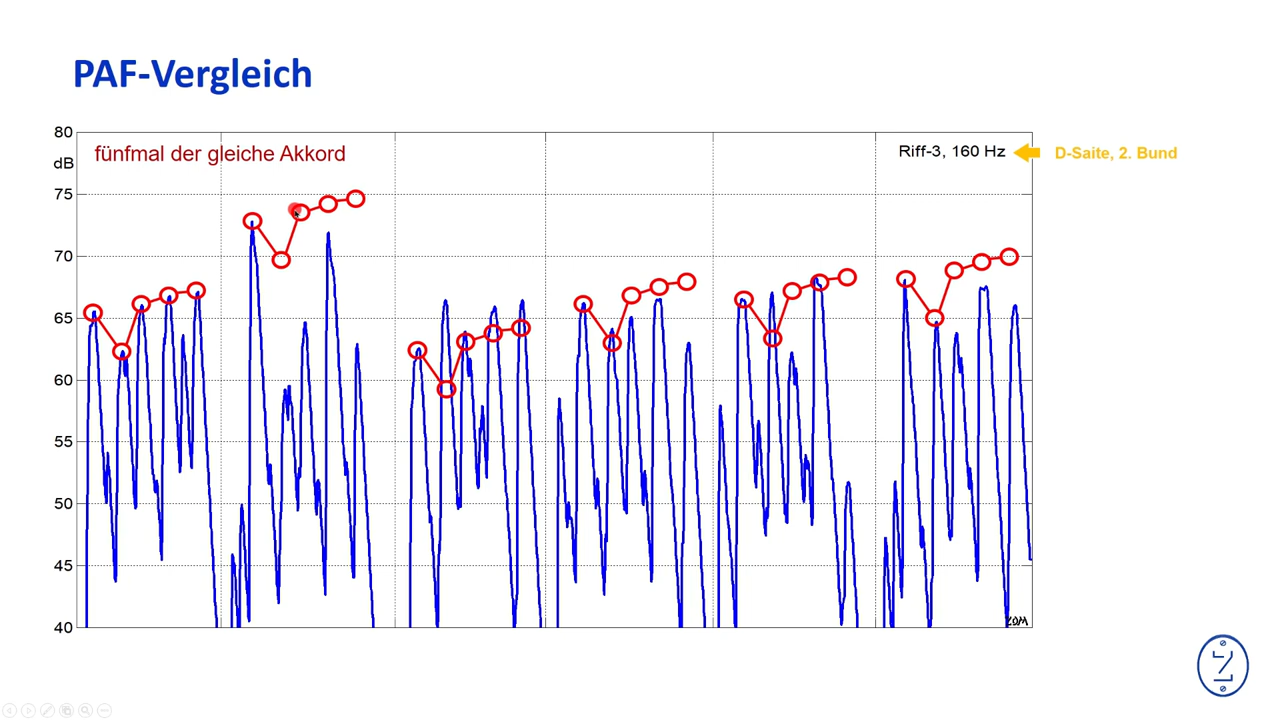 PAF-Vergleich
80
dB
fünfmal der gleiche Akkord
Riff-3, 160 Hz
D-Saite, 2. Bund
75
70
65
60
55
50
45
40